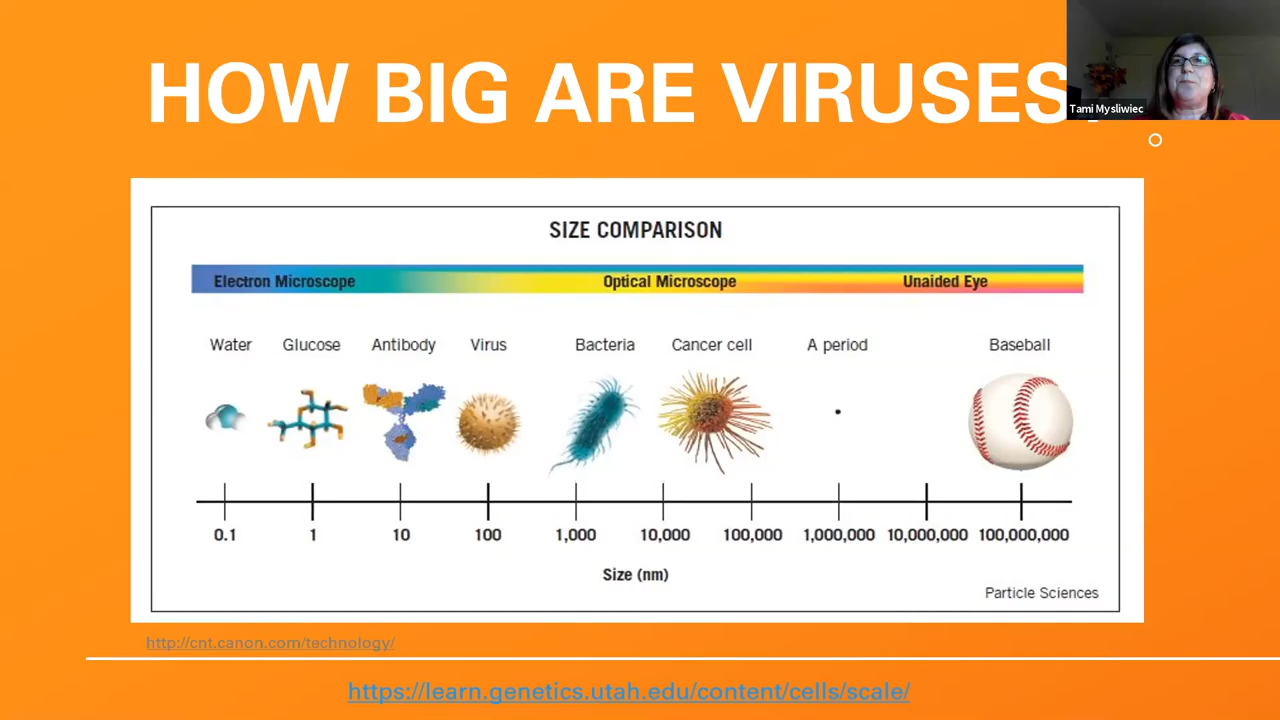 HOW BIG ARE VIRUSES
Tami Mysliwiec
SIZE COMPARISON
Electron Microscope Optical Microscope Unaided Eye
Water Glucose Antibody Virus Bacteria Cancer cell A period Baseball
0.1 1 10 100 1,000 10,000 100,000 1,000,000 10,000,000 100,000,000
Size (nm)
Particle Sciences
http://cnt.canon.com/technology/
https://learn.genetics.utah.edu/content/cells/scale/